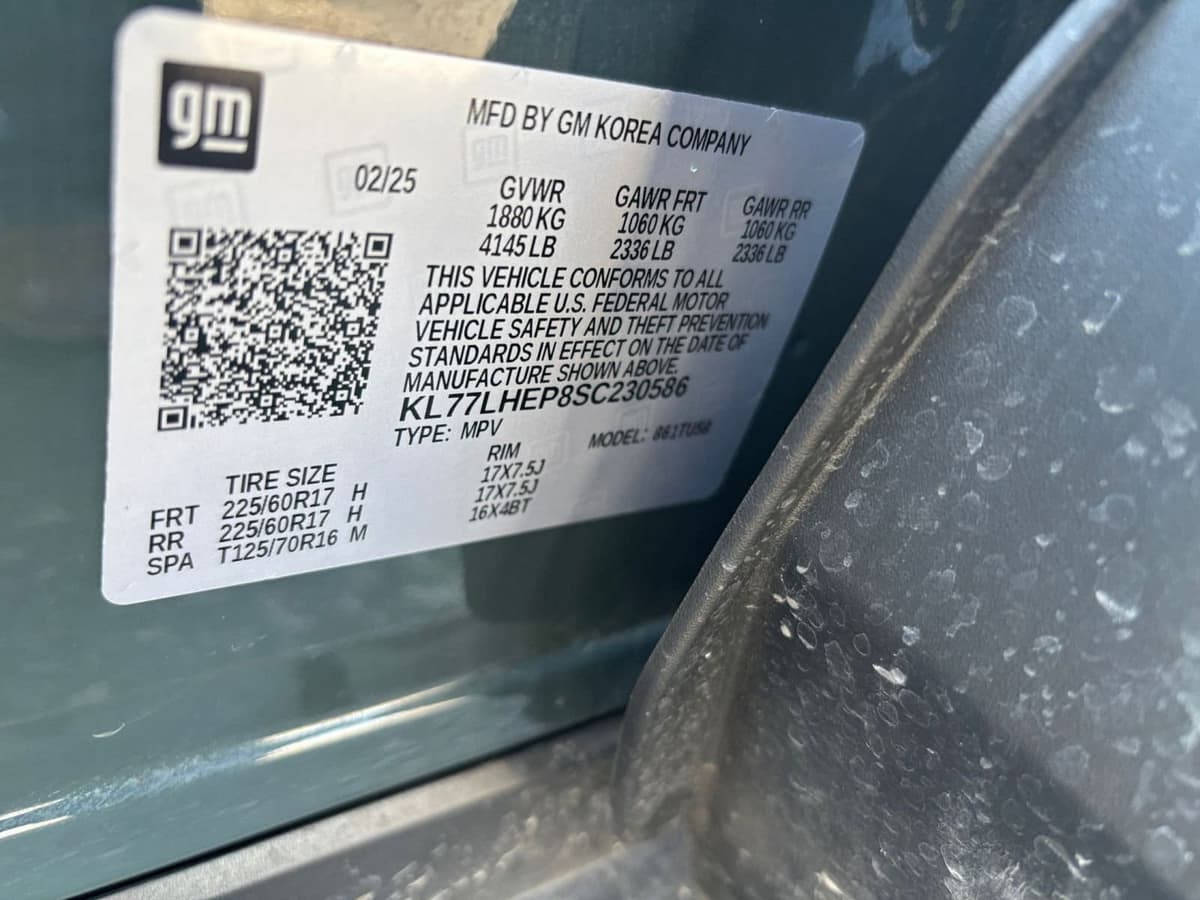 gm
MFD BY GM KOREA COMPANY
02/25
GVWR GAWR FRT GAWR RR
1880 KG 1060 KG 1060 KG
4145 LB 2336 LB 2336 LB
THIS VEHICLE CONFORMS TO ALL
APPLICABLE U.S. FEDERAL MOTOR
VEHICLE SAFETY AND THEFT PREVENTION
STANDARDS IN EFFECT ON THE DATE OF
MANUFACTURE SHOWN ABOVE.
KL77LHEP8SC230586
TYPE: MPV MODEL: 861TUSB
TIRE SIZE RIM
FRT 225/60R17 H 17X7.5J
RR 225/60R17 H 17X7.5J
SPA T125/70R16 M 16X4BT